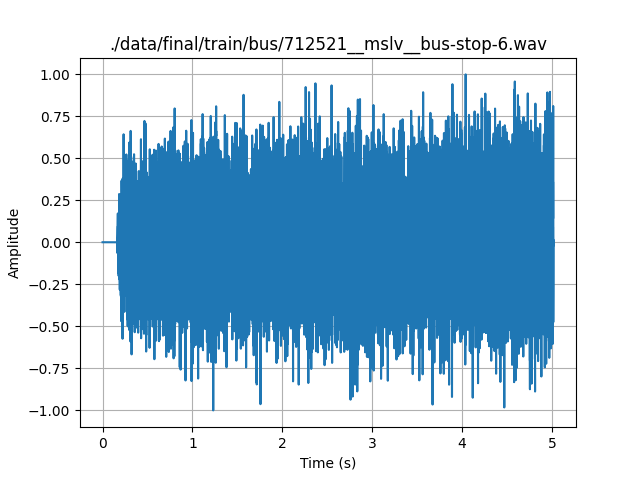 ./data/final/train/bus/712521__mslv__bus-stop-6.wav
1.00
0.75
0.50
0.25
0.00
−0.25
−0.50
−0.75
−1.00
Amplitude
0 1 2 3 4 5
Time (s)